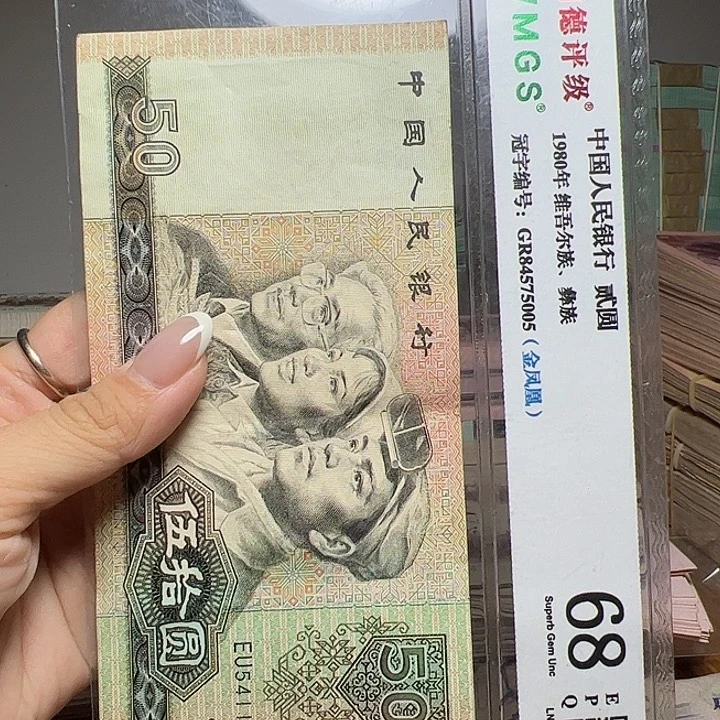 中国人民银行
50
伍拾圆
EU5411
50
德评级®
MGS®
中国人民银行 贰圆
1980年 维吾尔族、彝族
冠字编号：GR84575005（金凤凰）
68
Superb Gem Unc
E
P
Q